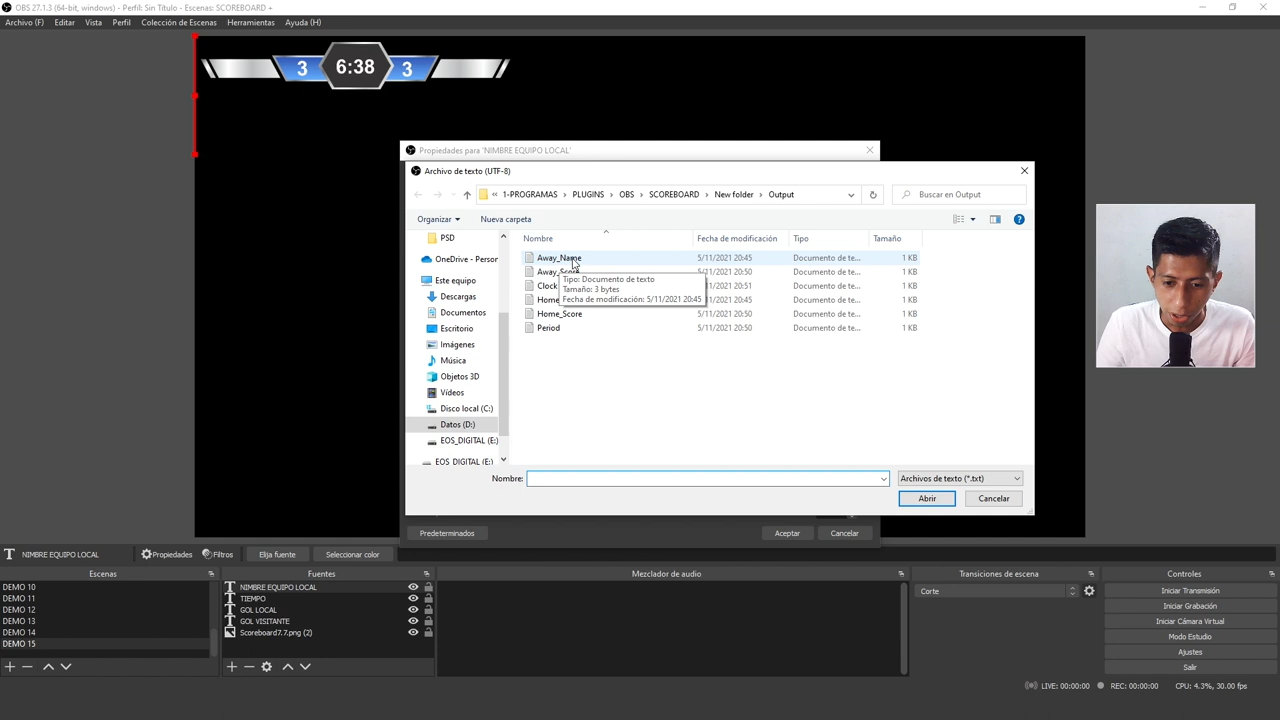 OBS 27.1.3 (64-bit, windows) - Perfil: Sin Título - Escenas: SCOREBOARD +
Archivo (F) Editar Vista Perfil Colección de Escenas Herramientas Ayuda (H)
3 6:38 3
Propiedades para 'NIMBRE EQUIPO LOCAL'
Archivo de texto (UTF-8)
« 1-PROGRAMAS › PLUGINS › OBS › SCOREBOARD › New folder › Output
Buscar en Output
Organizar Nueva carpeta
PSD
OneDrive - Person
Este equipo
Descargas
Documentos
Escritorio
Imágenes
Música
Objetos 3D
Vídeos
Disco local (C:)
Datos (D:)
EOS_DIGITAL (E:)
EOS_DIGITAL (E:)
Nombre Fecha de modificación Tipo Tamaño
Away_Name 5/11/2021 20:45 Documento de te... 1 KB
Away_Score 5/11/2021 20:50 Documento de te... 1 KB
Clock 5/11/2021 20:51 Documento de te... 1 KB
Home 5/11/2021 20:45 Documento de te... 1 KB
Home_Score 5/11/2021 20:50 Documento de te... 1 KB
Period 5/11/2021 20:50 Documento de te... 1 KB
Tipo: Documento de texto
Tamaño: 3 bytes
Fecha de modificación: 5/11/2021 20:45
Nombre:
Archivos de texto (*.txt)
Abrir Cancelar
Predeterminados Aceptar Cancelar
NIMBRE EQUIPO LOCAL Propiedades Filtros Elija fuente Seleccionar color
Escenas
DEMO 10
DEMO 11
DEMO 12
DEMO 13
DEMO 14
DEMO 15
Fuentes
NIMBRE EQUIPO LOCAL
TIEMPO
GOL LOCAL
GOL VISITANTE
Scoreboard7.7.png (2)
Mezclador de audio
Transiciones de escena
Corte
Controles
Iniciar Transmisión
Iniciar Grabación
Iniciar Cámara Virtual
Modo Estudio
Ajustes
Salir
LIVE: 00:00:00 REC: 00:00:00 CPU: 4.3%, 30.00 fps